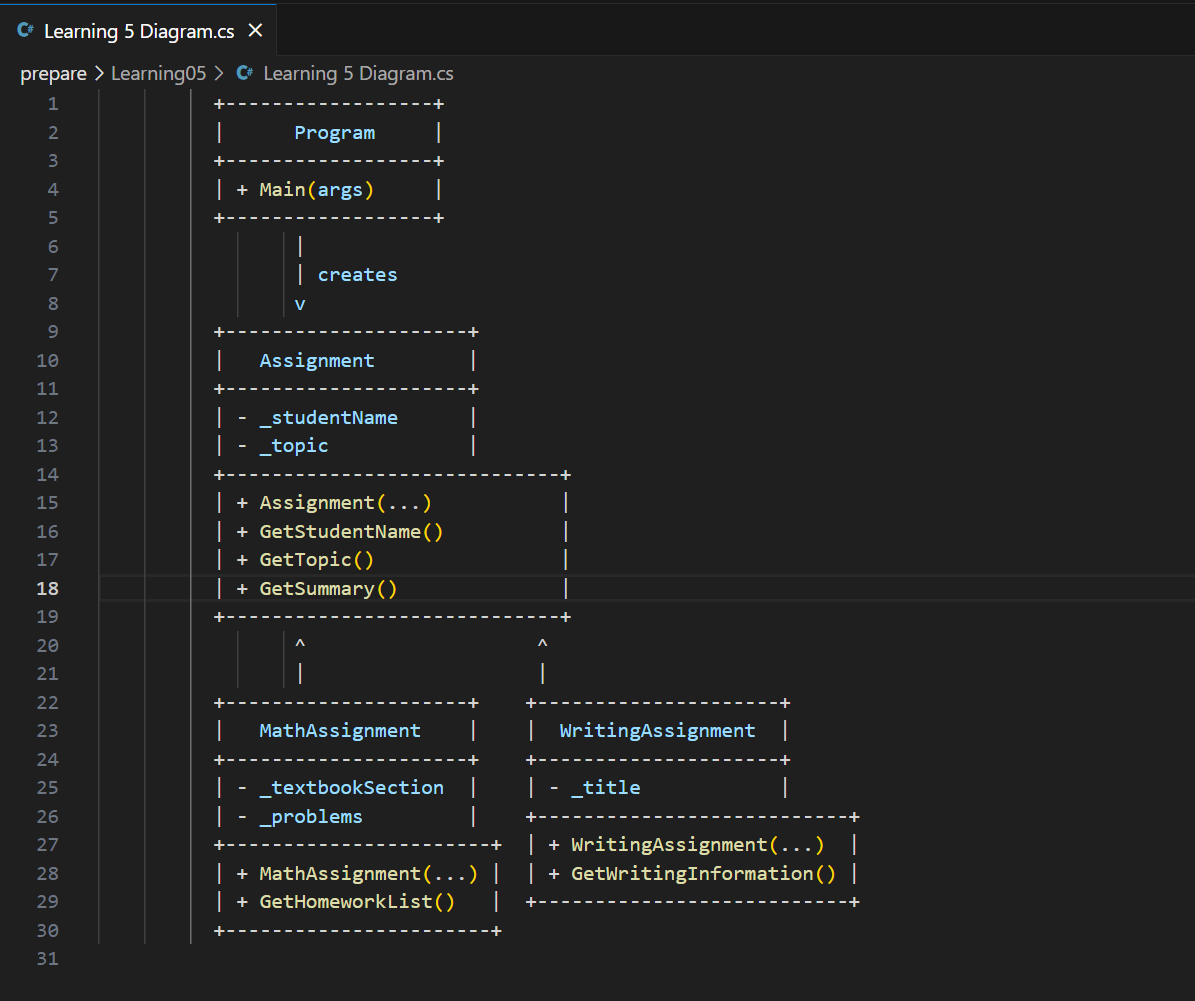 Learning 5 Diagram.cs ×
prepare > Learning05 > Learning 5 Diagram.cs
1            +------------------+
2            |      Program     |
3            +------------------+
4            | + Main(args)     |
5            +------------------+
6                   |
7                   | creates
8                   v
9            +---------------------+
10           |   Assignment        |
11           +---------------------+
12           | - _studentName      |
13           | - _topic            |
14           +-----------------------------+
15           | + Assignment(...)           |
16           | + GetStudentName()          |
17           | + GetTopic()                |
18           | + GetSummary()              |
19           +-----------------------------+
20                  ^                    ^
21                  |                    |
22           +---------------------+    +---------------------+
23           |   MathAssignment    |    |  WritingAssignment  |
24           +---------------------+    +---------------------+
25           | - _textbookSection  |    | - _title            |
26           | - _problems         |    +---------------------------+
27           +-----------------------+  | + WritingAssignment(...)  |
28           | + MathAssignment(...) |  | + GetWritingInformation() |
29           | + GetHomeworkList()   |  +---------------------------+
30           +-----------------------+
31